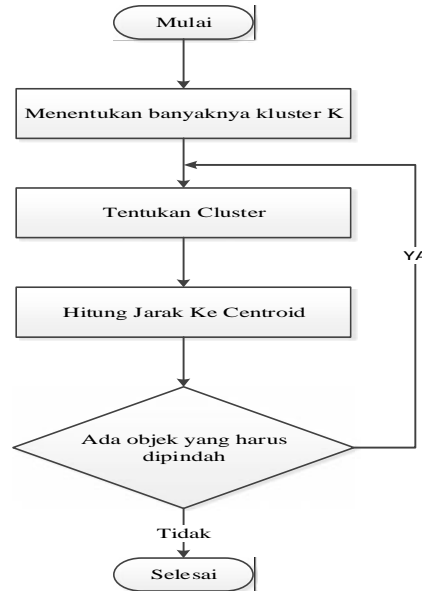 Mulai
Menentukan banyaknya kluster K
Tentukan Cluster
YA
Hitung Jarak Ke Centroid
Ada objek yang harus
dipindah
Tidak
Selesai